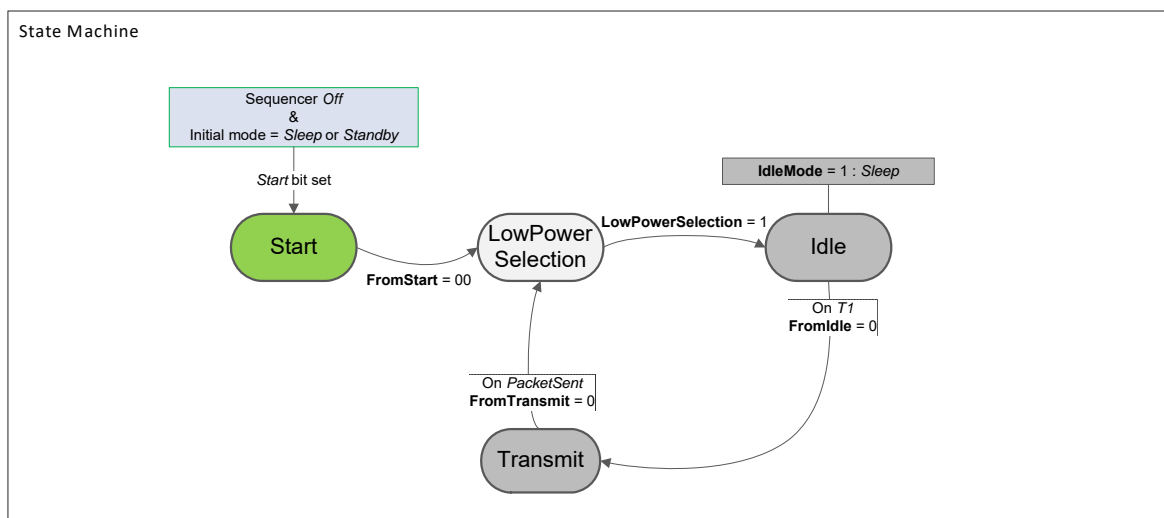 State Machine
Sequencer Off
&
Initial mode = Sleep or Standby
Start bit set
IdleMode = 1 : Sleep
Start
LowPower
Selection
LowPowerSelection = 1
Idle
FromStart = 00
On T1
FromIdle = 0
On PacketSent
FromTransmit = 0
Transmit